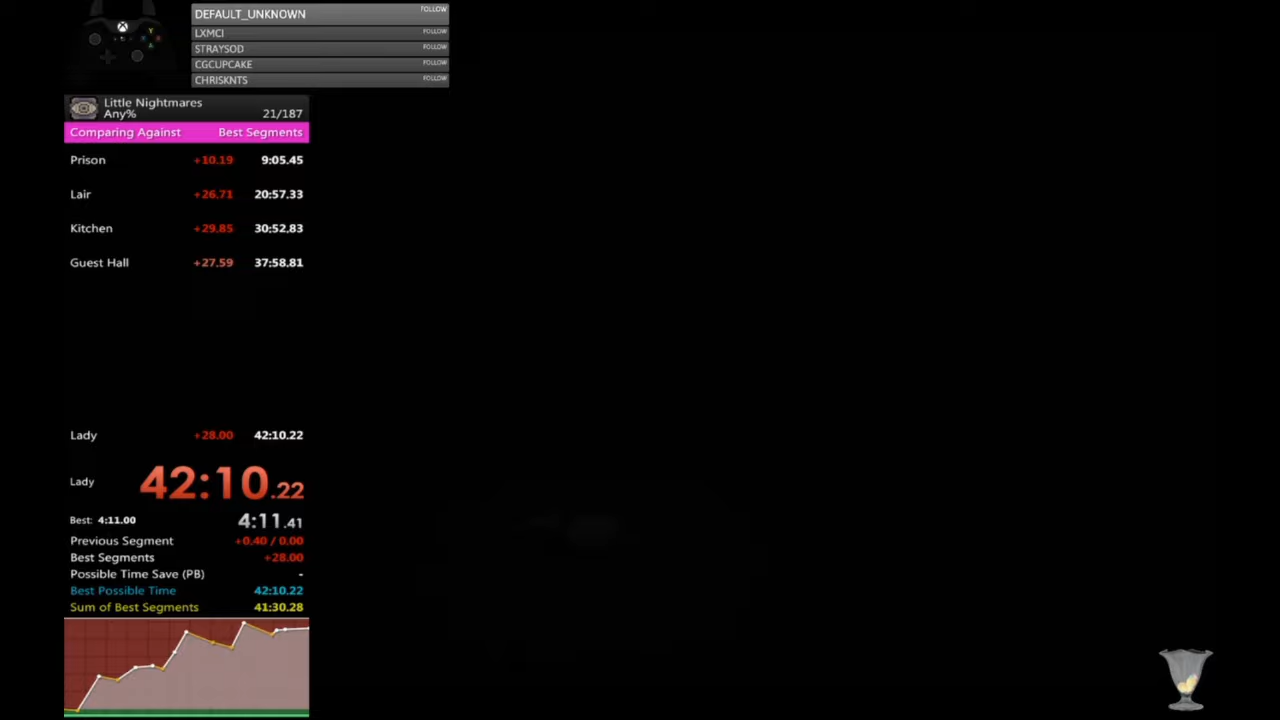 DEFAULT_UNKNOWN FOLLOW
LXMCI FOLLOW
STRAYSOD FOLLOW
CGCUPCAKE FOLLOW
CHRISKNTS FOLLOW
Little Nightmares
Any% 21/187
Comparing Against Best Segments
Prison +10.19 9:05.45
Lair +26.71 20:57.33
Kitchen +29.85 30:52.83
Guest Hall +27.59 37:58.81
Lady +28.00 42:10.22
Lady 42:10.22
Best: 4:11.00 4:11.41
Previous Segment +0.40 / 0.00
Best Segments +28.00
Possible Time Save (PB) -
Best Possible Time 42:10.22
Sum of Best Segments 41:30.28